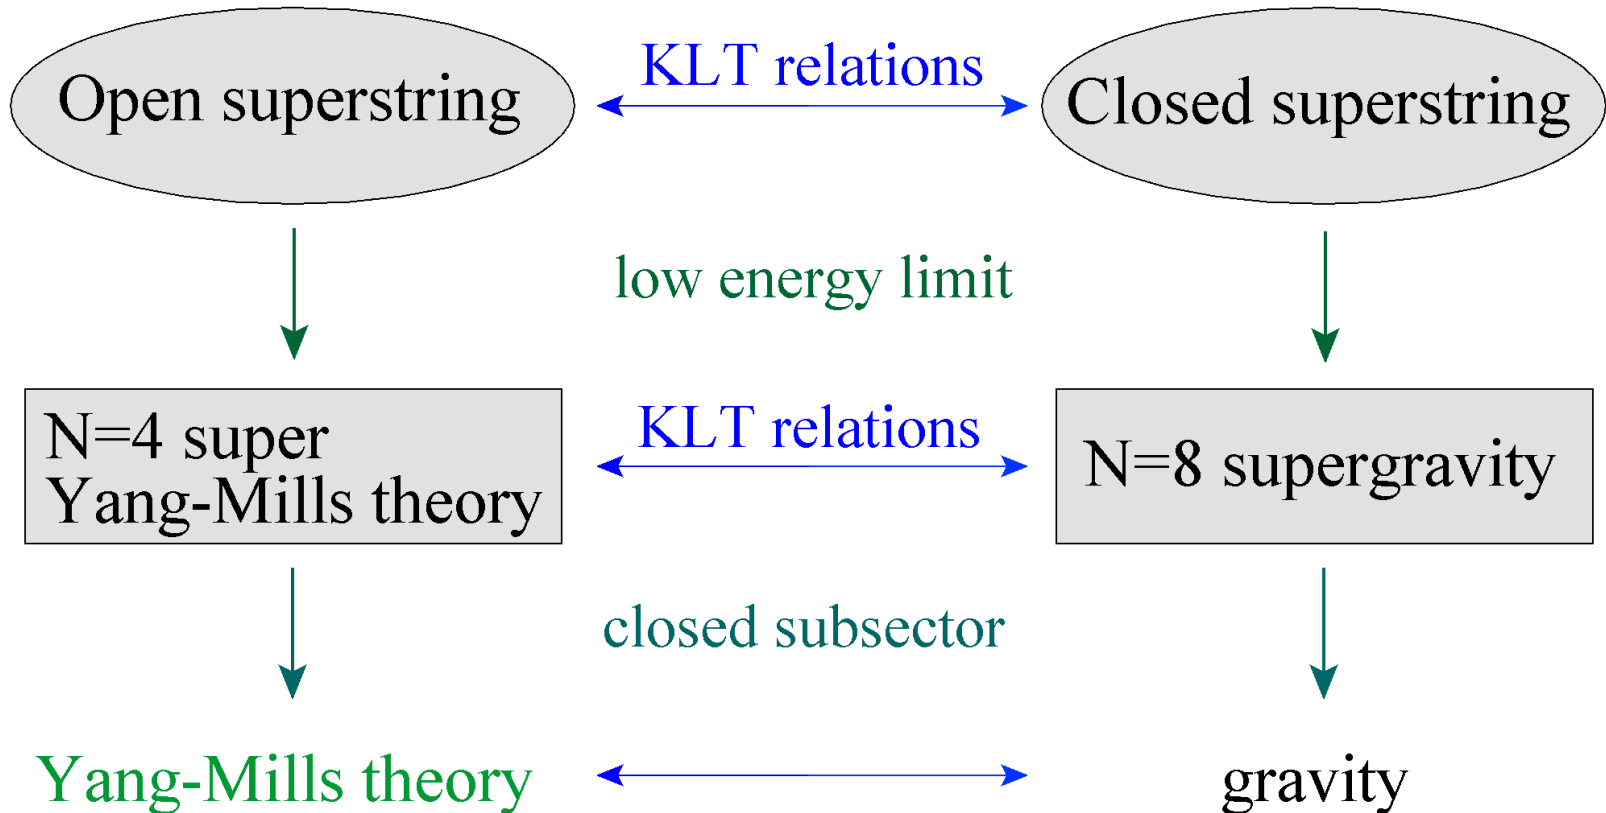 Open superstring
KLT relations
Closed superstring
low energy limit
N=4 super
Yang-Mills theory
KLT relations
N=8 supergravity
closed subsector
Yang-Mills theory
gravity